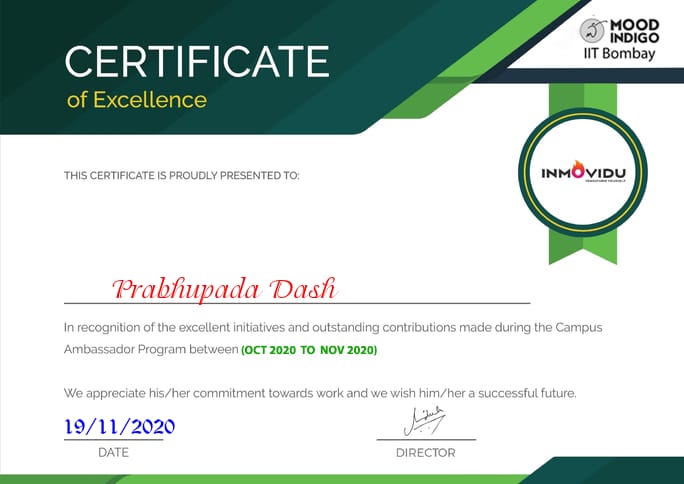 MOOD
INDIGO
IIT Bombay
CERTIFICATE
of Excellence
THIS CERTIFICATE IS PROUDLY PRESENTED TO:
INMOVIDU
Prabhupada Dash
In recognition of the excellent initiatives and outstanding contributions made during the Campus
Ambassador Program between (OCT 2020 TO NOV 2020)
We appreciate his/her commitment towards work and we wish him/her a successful future.
19/11/2020
DATE
DIRECTOR